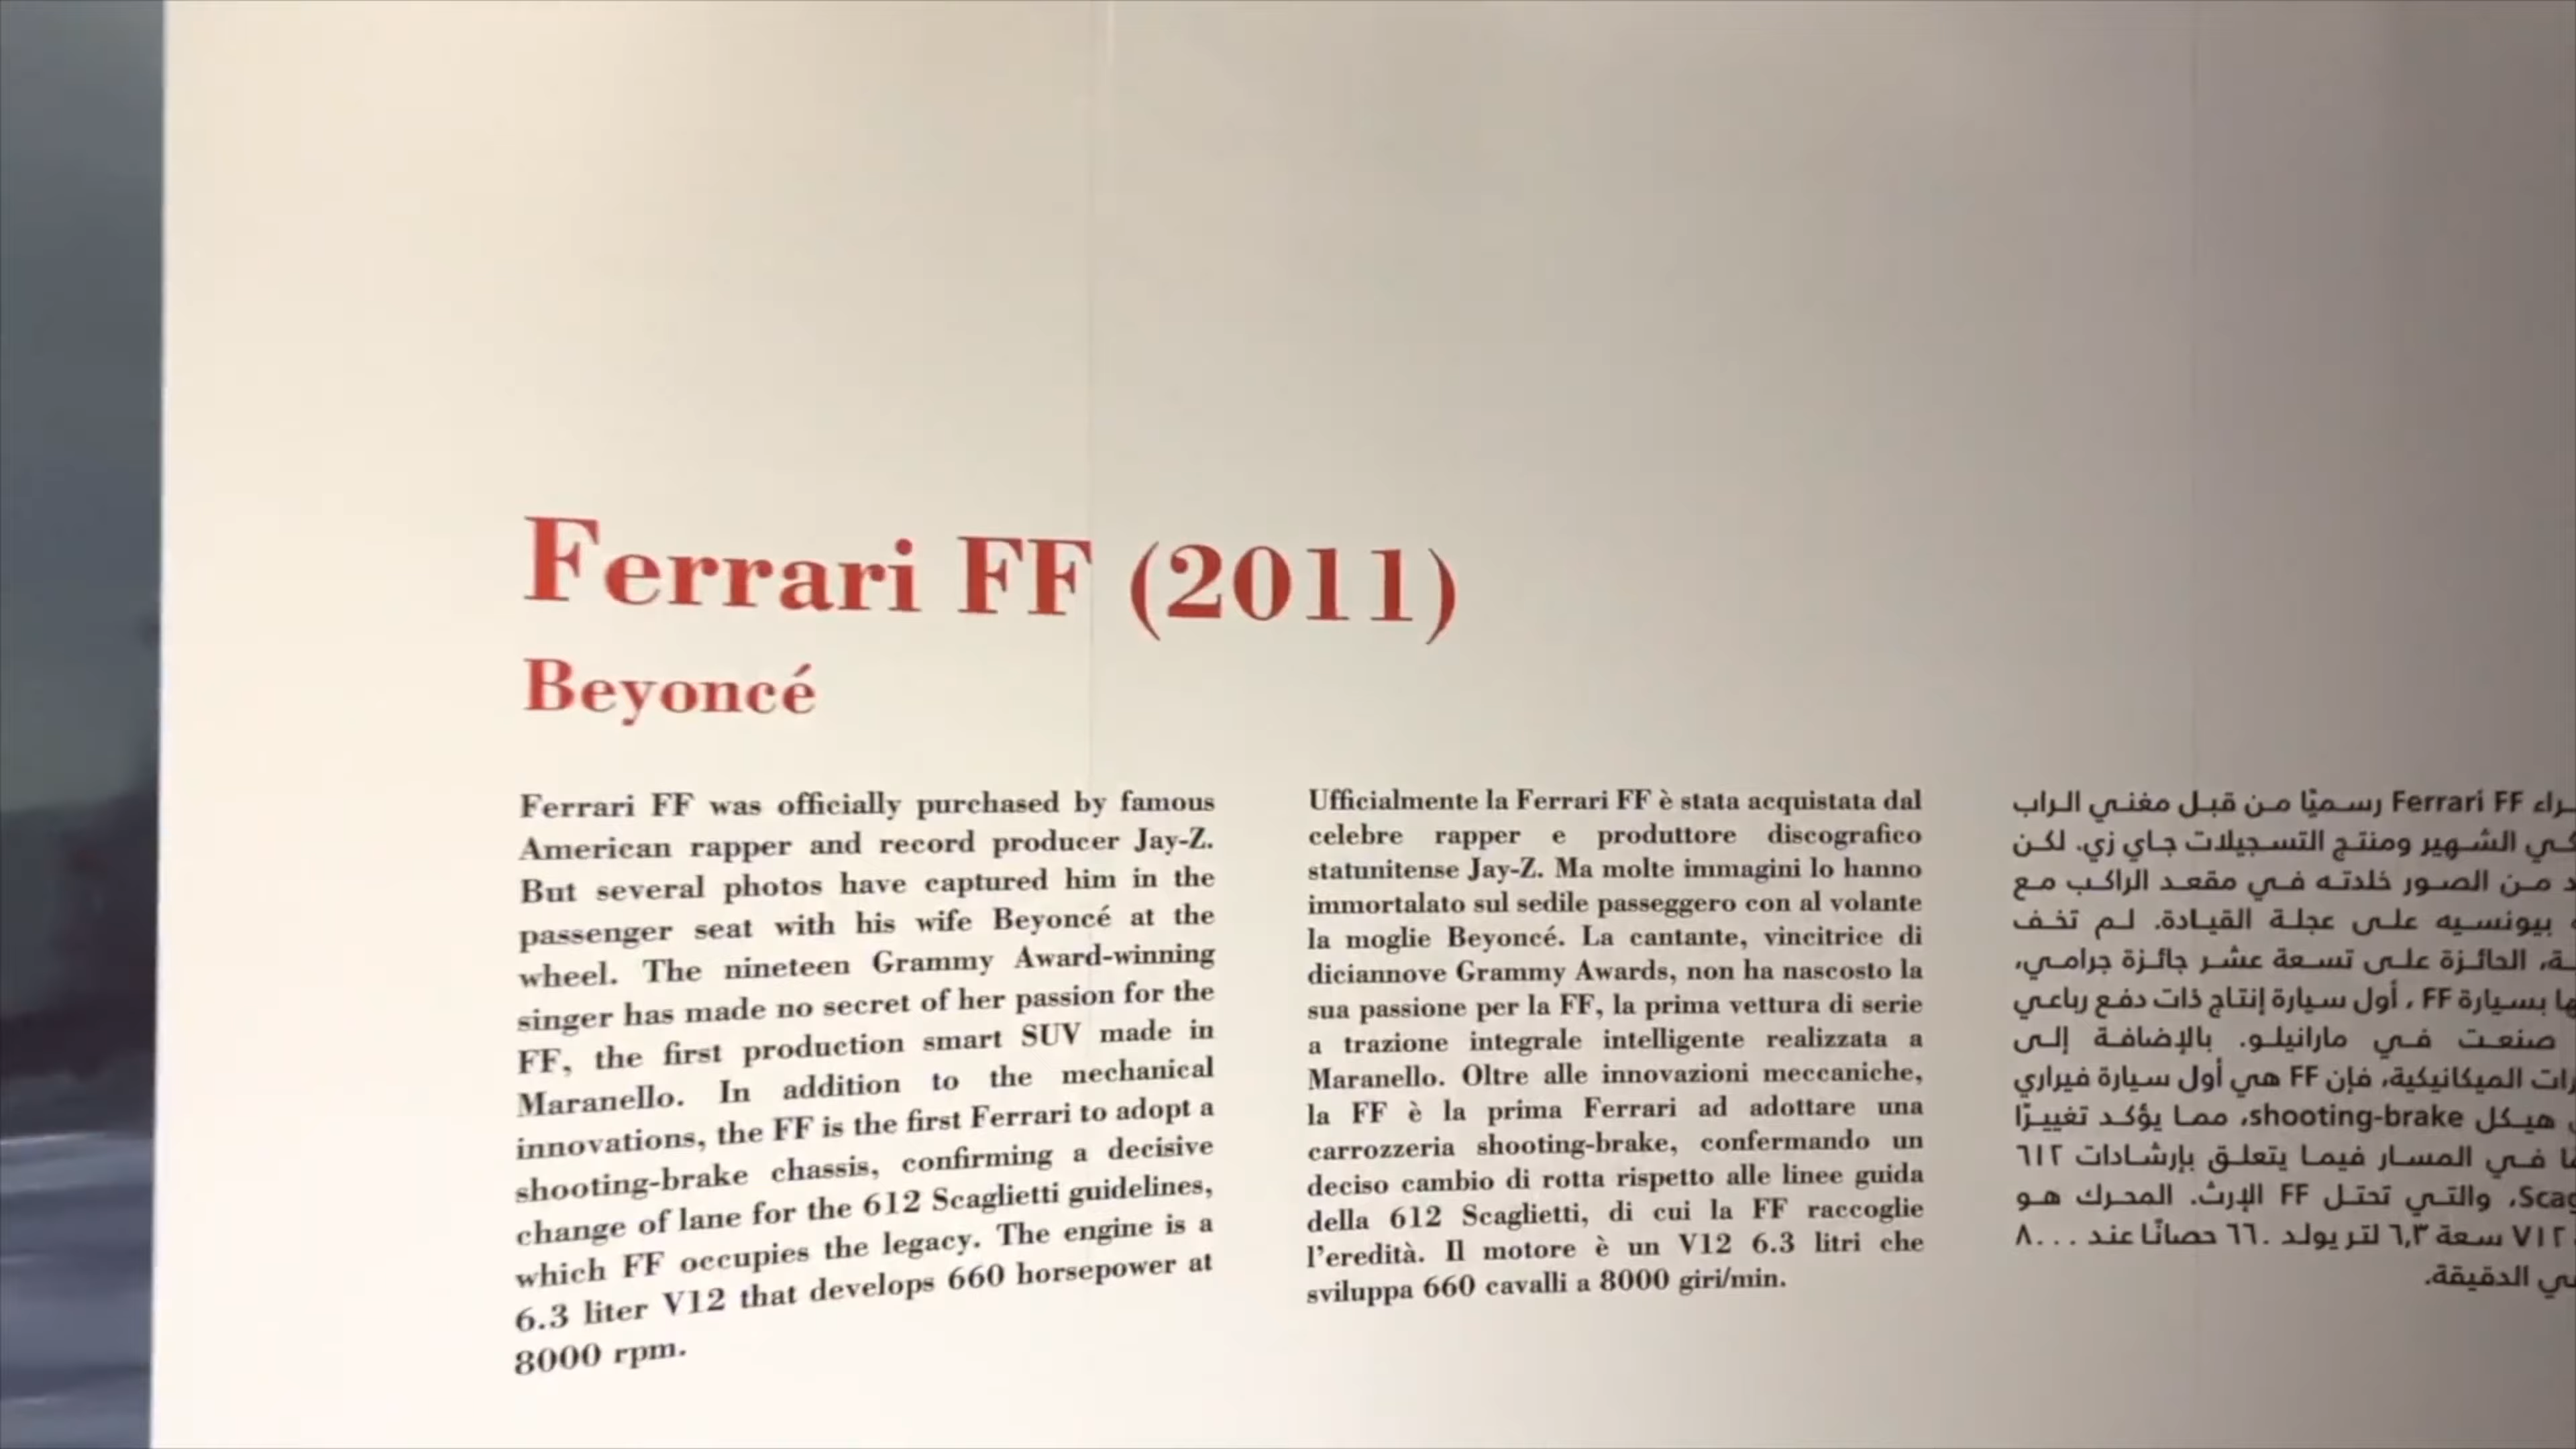 Ferrari FF (2011)
Beyoncé
Ferrari FF was officially purchased by famous
American rapper and record producer Jay-Z.
But several photos have captured him in the
passenger seat with his wife Beyoncé at the
wheel. The nineteen Grammy Award-winning
singer has made no secret of her passion for the
FF, the first production smart SUV made in
Maranello. In addition to the mechanical
innovations, the FF is the first Ferrari to adopt a
shooting-brake chassis, confirming a decisive
change of lane for the 612 Scaglietti guidelines,
which FF occupies the legacy. The engine is a
6.3 liter V12 that develops 660 horsepower at
8000 rpm.
Ufficialmente la Ferrari FF è stata acquistata dal
celebre rapper e produttore discografico
statunitense Jay-Z. Ma molte immagini lo hanno
immortalato sul sedile passeggero con al volante
la moglie Beyoncé. La cantante, vincitrice di
diciannove Grammy Awards, non ha nascosto la
sua passione per la FF, la prima vettura di serie
a trazione integrale intelligente realizzata a
Maranello. Oltre alle innovazioni meccaniche,
la FF è la prima Ferrari ad adottare una
carrozzeria shooting-brake, confermando un
deciso cambio di rotta rispetto alle linee guida
della 612 Scaglietti, di cui la FF raccoglie
l'eredità. Il motore è un V12 6.3 litri che
sviluppa 660 cavalli a 8000 giri/min.
Ferrari FF رسميًا من قبل مغني الراب
الشهير ومنتج التسجيلات جاي زي. لكن
من الصور خلدته في مقعد الراكب مع
بيونسيه على عجلة القيادة. لم تخف
الحائزة على تسعة عشر جائزة جرامي،
بسيارة FF ، أول سيارة إنتاج ذات دفع رباعي
صنعت في مارانيلو. بالإضافة إلى
الميكانيكية، فإن FF هي أول سيارة فيراري
هيكل shooting-brake، مما يؤكد تغييرًا
في المسار فيما يتعلق بإرشادات ٦١٢
والتي تحتل FF الإرث. المحرك هو
V١٢ سعة ٦,٣ لتر يولد ٦٦٠ حصانًا عند ٨٠٠٠
الدقيقة.